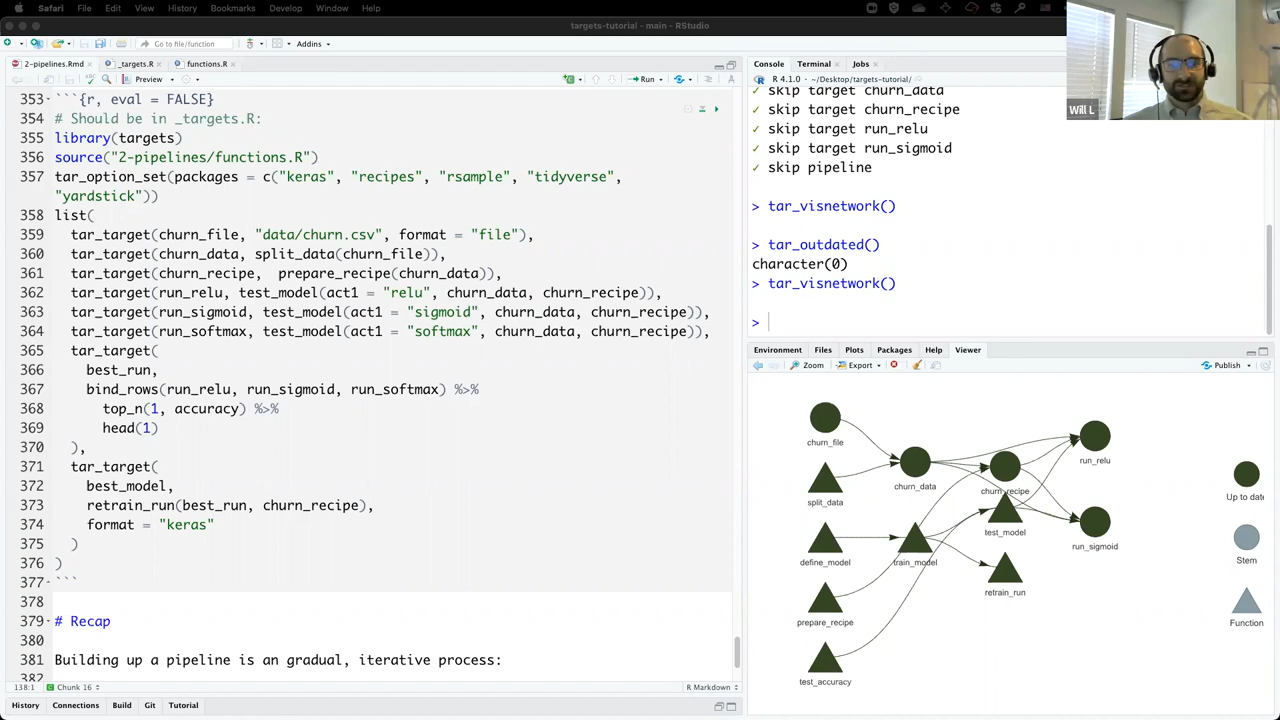 File Edit View History Bookmarks Develop Window Help
targets-tutorial - main - RStudio
Go to file/function Addins
2-pipelines.Rmd _targets.R functions.R
Preview Run
353 ```{r, eval = FALSE}
354 # Should be in _targets.R:
355 library(targets)
356 source("2-pipelines/functions.R")
357 tar_option_set(packages = c("keras", "recipes", "rsample", "tidyverse",
"yardstick"))
358 list(
359 tar_target(churn_file, "data/churn.csv", format = "file"),
360 tar_target(churn_data, split_data(churn_file)),
361 tar_target(churn_recipe,  prepare_recipe(churn_data)),
362 tar_target(run_relu, test_model(act1 = "relu", churn_data, churn_recipe)),
363 tar_target(run_sigmoid, test_model(act1 = "sigmoid", churn_data, churn_recipe)),
364 tar_target(run_softmax, test_model(act1 = "softmax", churn_data, churn_recipe)),
365 tar_target(
366 best_run,
367 bind_rows(run_relu, run_sigmoid, run_softmax) %>%
368 top_n(1, accuracy) %>%
369 head(1)
370 ),
371 tar_target(
372 best_model,
373 retrain_run(best_run, churn_recipe),
374 format = "keras"
375 )
376 )
377 ```
378
379 # Recap
380
381 Building up a pipeline is an gradual, iterative process:
382
138:1 Chunk 16 R Markdown
History Connections Build Git Tutorial
Console Terminal Jobs
R 4.1.0 · ~/Desktop/targets-tutorial/
✓ skip target churn_data
✓ skip target churn_recipe
✓ skip target run_relu
✓ skip target run_sigmoid
✓ skip pipeline
> tar_visnetwork()
> tar_outdated()
character(0)
> tar_visnetwork()
>
Environment Files Plots Packages Help Viewer
Zoom Export Publish
churn_file
split_data
define_model
prepare_recipe
test_accuracy
churn_data
train_model
churn_recipe
test_model
retrain_run
run_relu
run_sigmoid
Up to date
Stem
Function
Will L